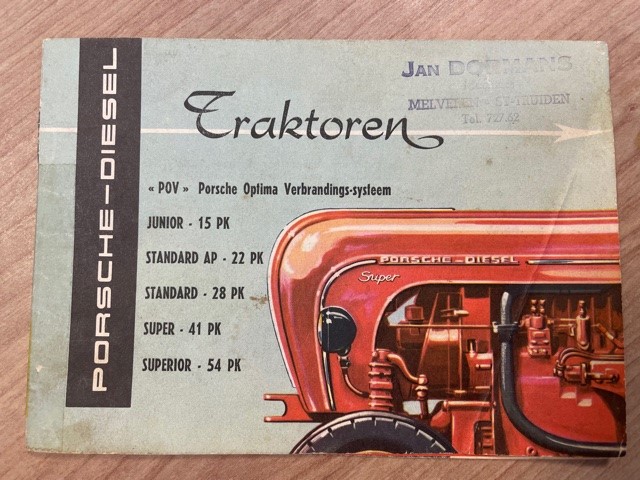 PORSCHE-DIESEL
JAN DORMANS
MELVEREN - ST-TRUIDEN
Tel. 727.62
Traktoren
« POV » Porsche Optima Verbrandings-systeem
JUNIOR - 15 PK
STANDARD AP - 22 PK
STANDARD - 28 PK
SUPER - 41 PK
SUPERIOR - 54 PK
PORSCHE-DIESEL
Super